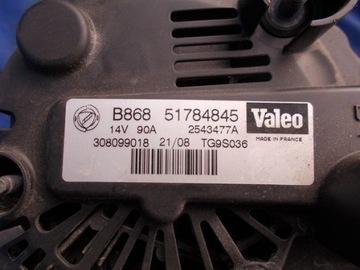 B868 51784845
14V 90A 2543477A
308099018 21/08 TG9S036
Valeo
MADE IN FRANCE